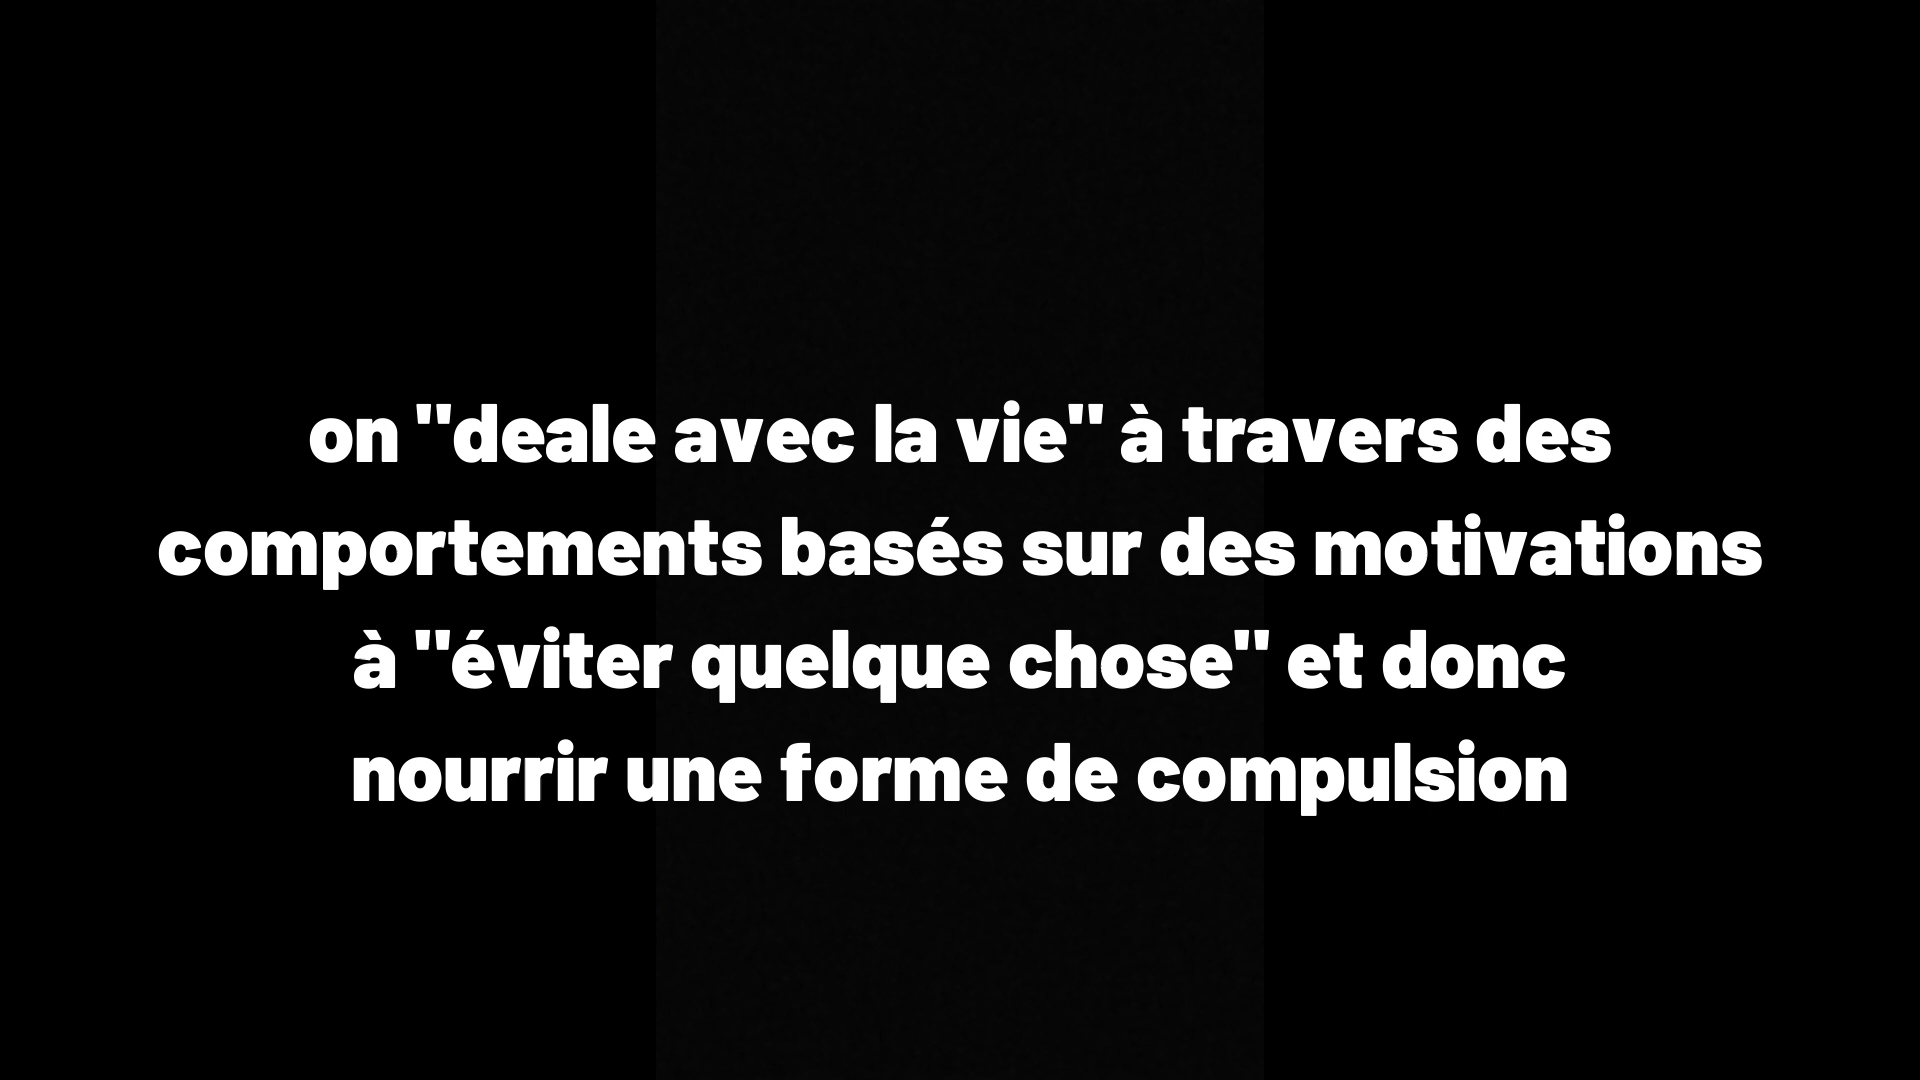 on "deale avec la vie" à travers des
comportements basés sur des motivations
à "éviter quelque chose" et donc
nourrir une forme de compulsion